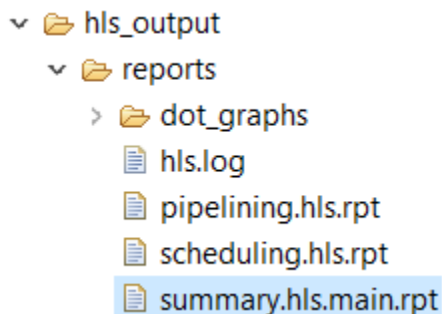 hls_output
reports
dot_graphs
hls.log
pipelining.hls.rpt
scheduling.hls.rpt
summary.hls.main.rpt